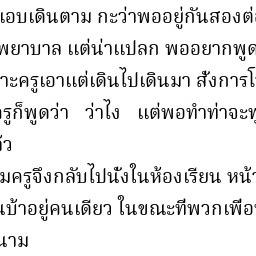 แอบเดินตาม กะว่าพออยู่กันสองต่อ
พยาบาล แต่น่าแปลก พออยากพูด
าะครูเอาแต่เดินไปเดินมา สั่งการโ
ครูก็พูดว่า ว่าไง แต่พอทำท่าจะพู
ล้ว
มครูจึงกลับไปนั่งในห้องเรียน หน้า
นบ้าอยู่คนเดียว ในขณะที่พวกเพื่อ
นาม